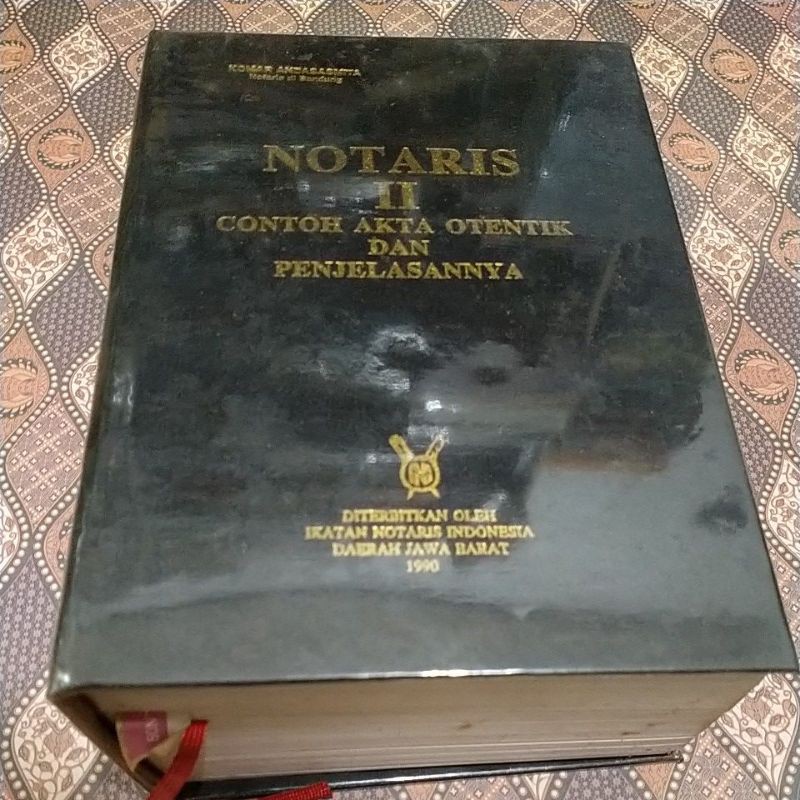 KOMAR ANDASASMITA
Notaris di Bandung
NOTARIS
II
CONTOH AKTA OTENTIK
DAN
PENJELASANNYA
DITERBITKAN OLEH
IKATAN NOTARIS INDONESIA
DAERAH JAWA BARAT
1990